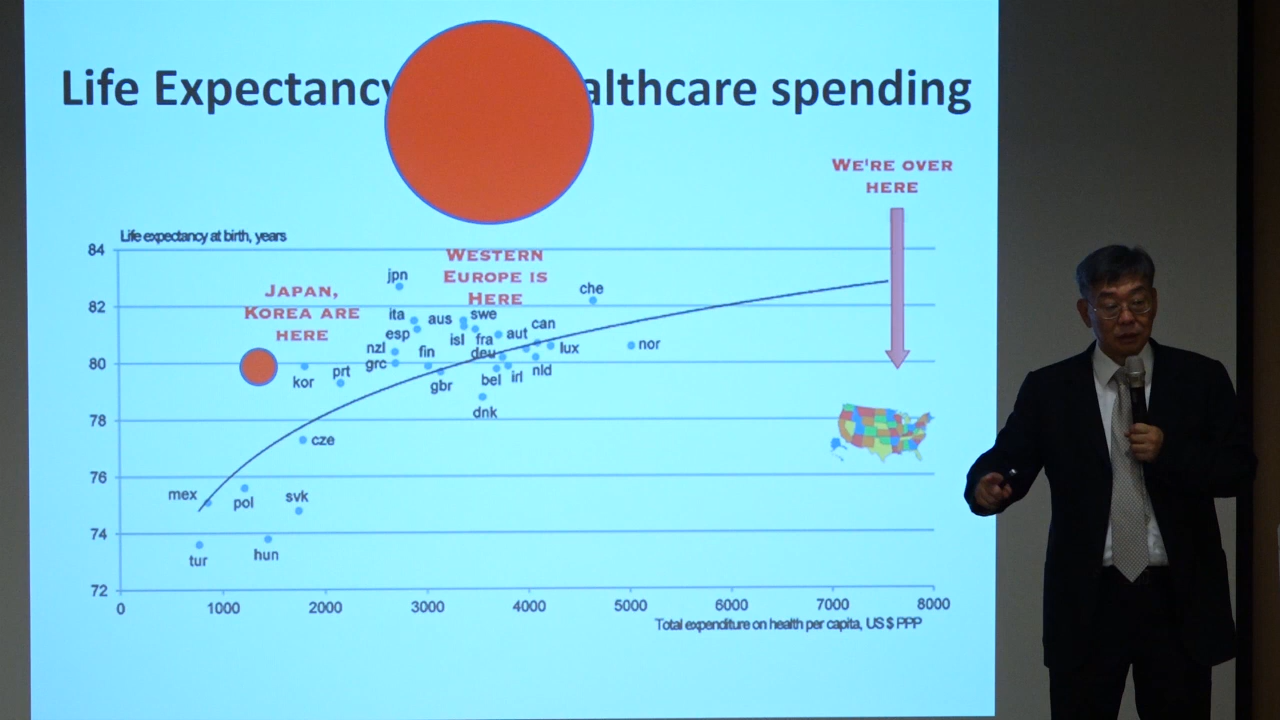 Life Expectancy althcare spending
WE'RE OVER
HERE
Life expectancy at birth, years
WESTERN
EUROPE IS
HERE
JAPAN,
KOREA ARE
HERE
84
82
80
78
76
74
72
jpn
che
ita
aus
swe
can
esp
isl
fra
aut
nzl
fin
deu
lux
nor
grc
kor
prt
gbr
bel
irl
nld
dnk
cze
mex
pol
svk
tur
hun
0 1000 2000 3000 4000 5000 6000 7000 8000
Total expenditure on health per capita, US $ PPP